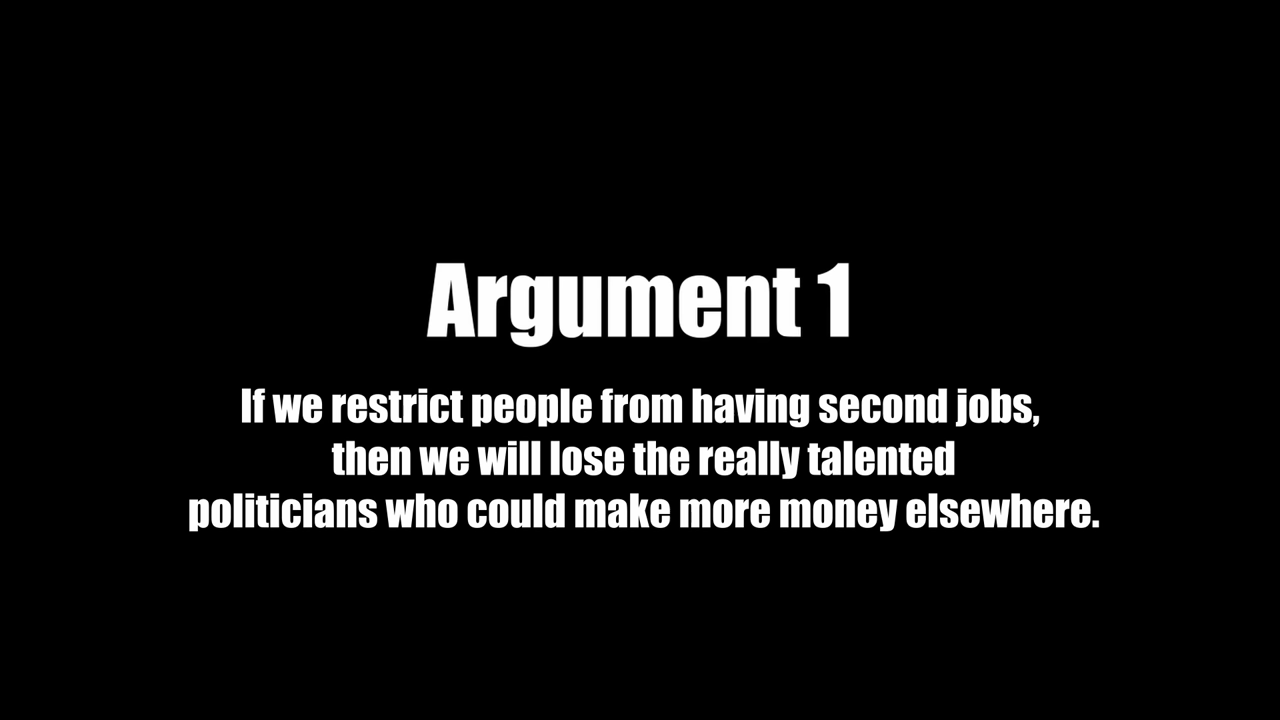 Argument 1
If we restrict people from having second jobs,
then we will lose the really talented
politicians who could make more money elsewhere.